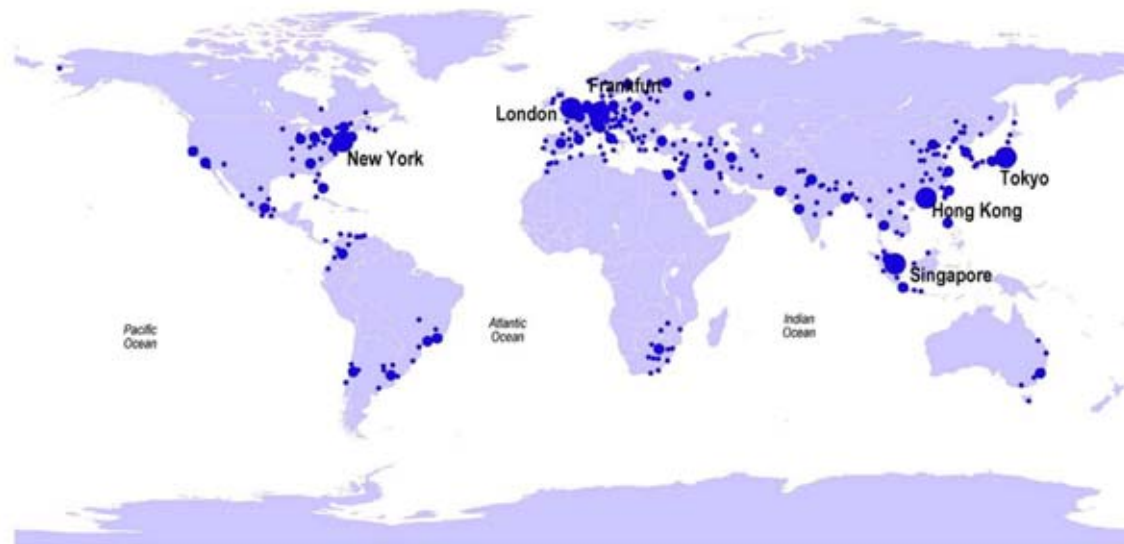 Frankfurt
London
New York
Tokyo
Hong Kong
Singapore
Pacific
Ocean
Atlantic
Ocean
Indian
Ocean